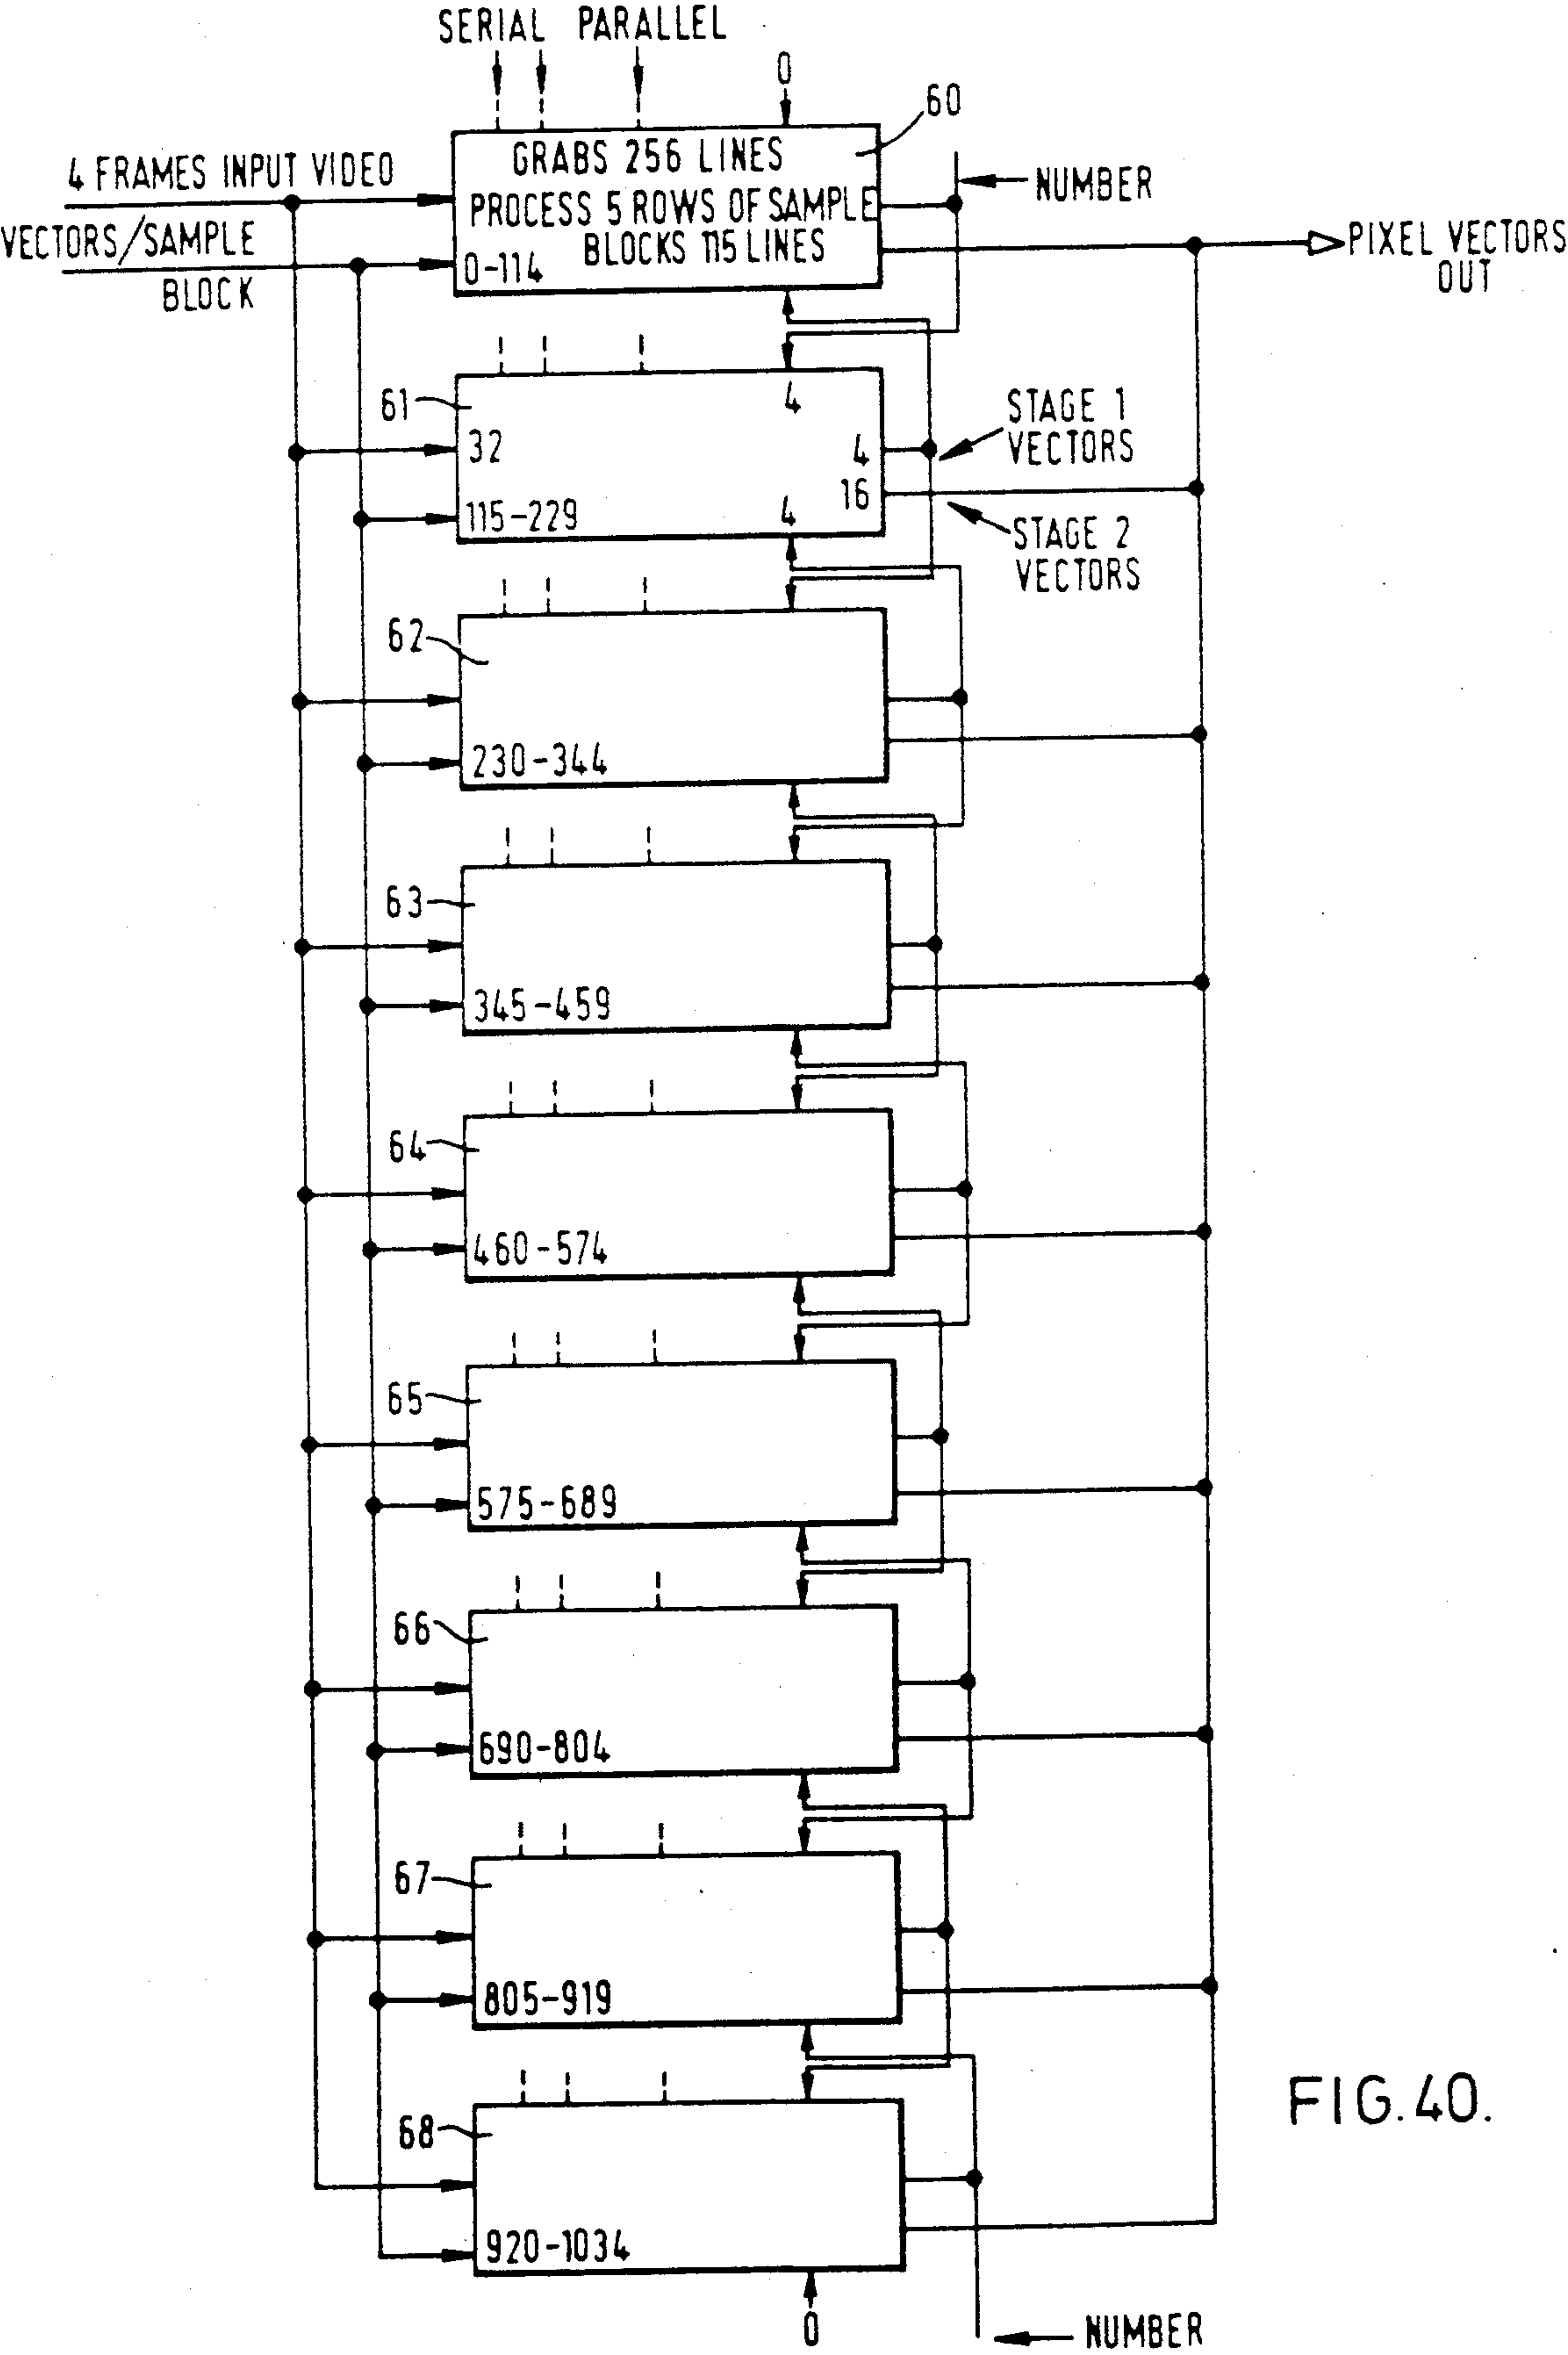 SERIAL PARALLEL
0
60
4 FRAMES INPUT VIDEO
GRABS 256 LINES
PROCESS 5 ROWS OF SAMPLE
BLOCKS 115 LINES
0-114
NUMBER
VECTORS/SAMPLE
BLOCK
PIXEL VECTORS
OUT
61
4
32
4
16
115-229
4
STAGE 1
VECTORS
STAGE 2
VECTORS
62
230-344
63
345-459
64
460-574
65
575-689
66
690-804
67
805-919
68
920-1034
0
NUMBER
FIG. 40.